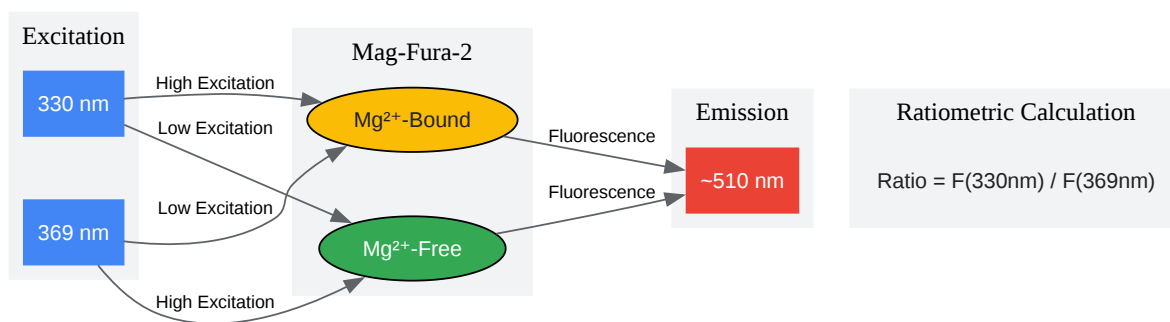 Excitation
330 nm
369 nm
High Excitation
Low Excitation
Low Excitation
High Excitation
Mag-Fura-2
Mg²⁺-Bound
Mg²⁺-Free
Fluorescence
Fluorescence
Emission
~510 nm
Ratiometric Calculation
Ratio = F(330nm) / F(369nm)